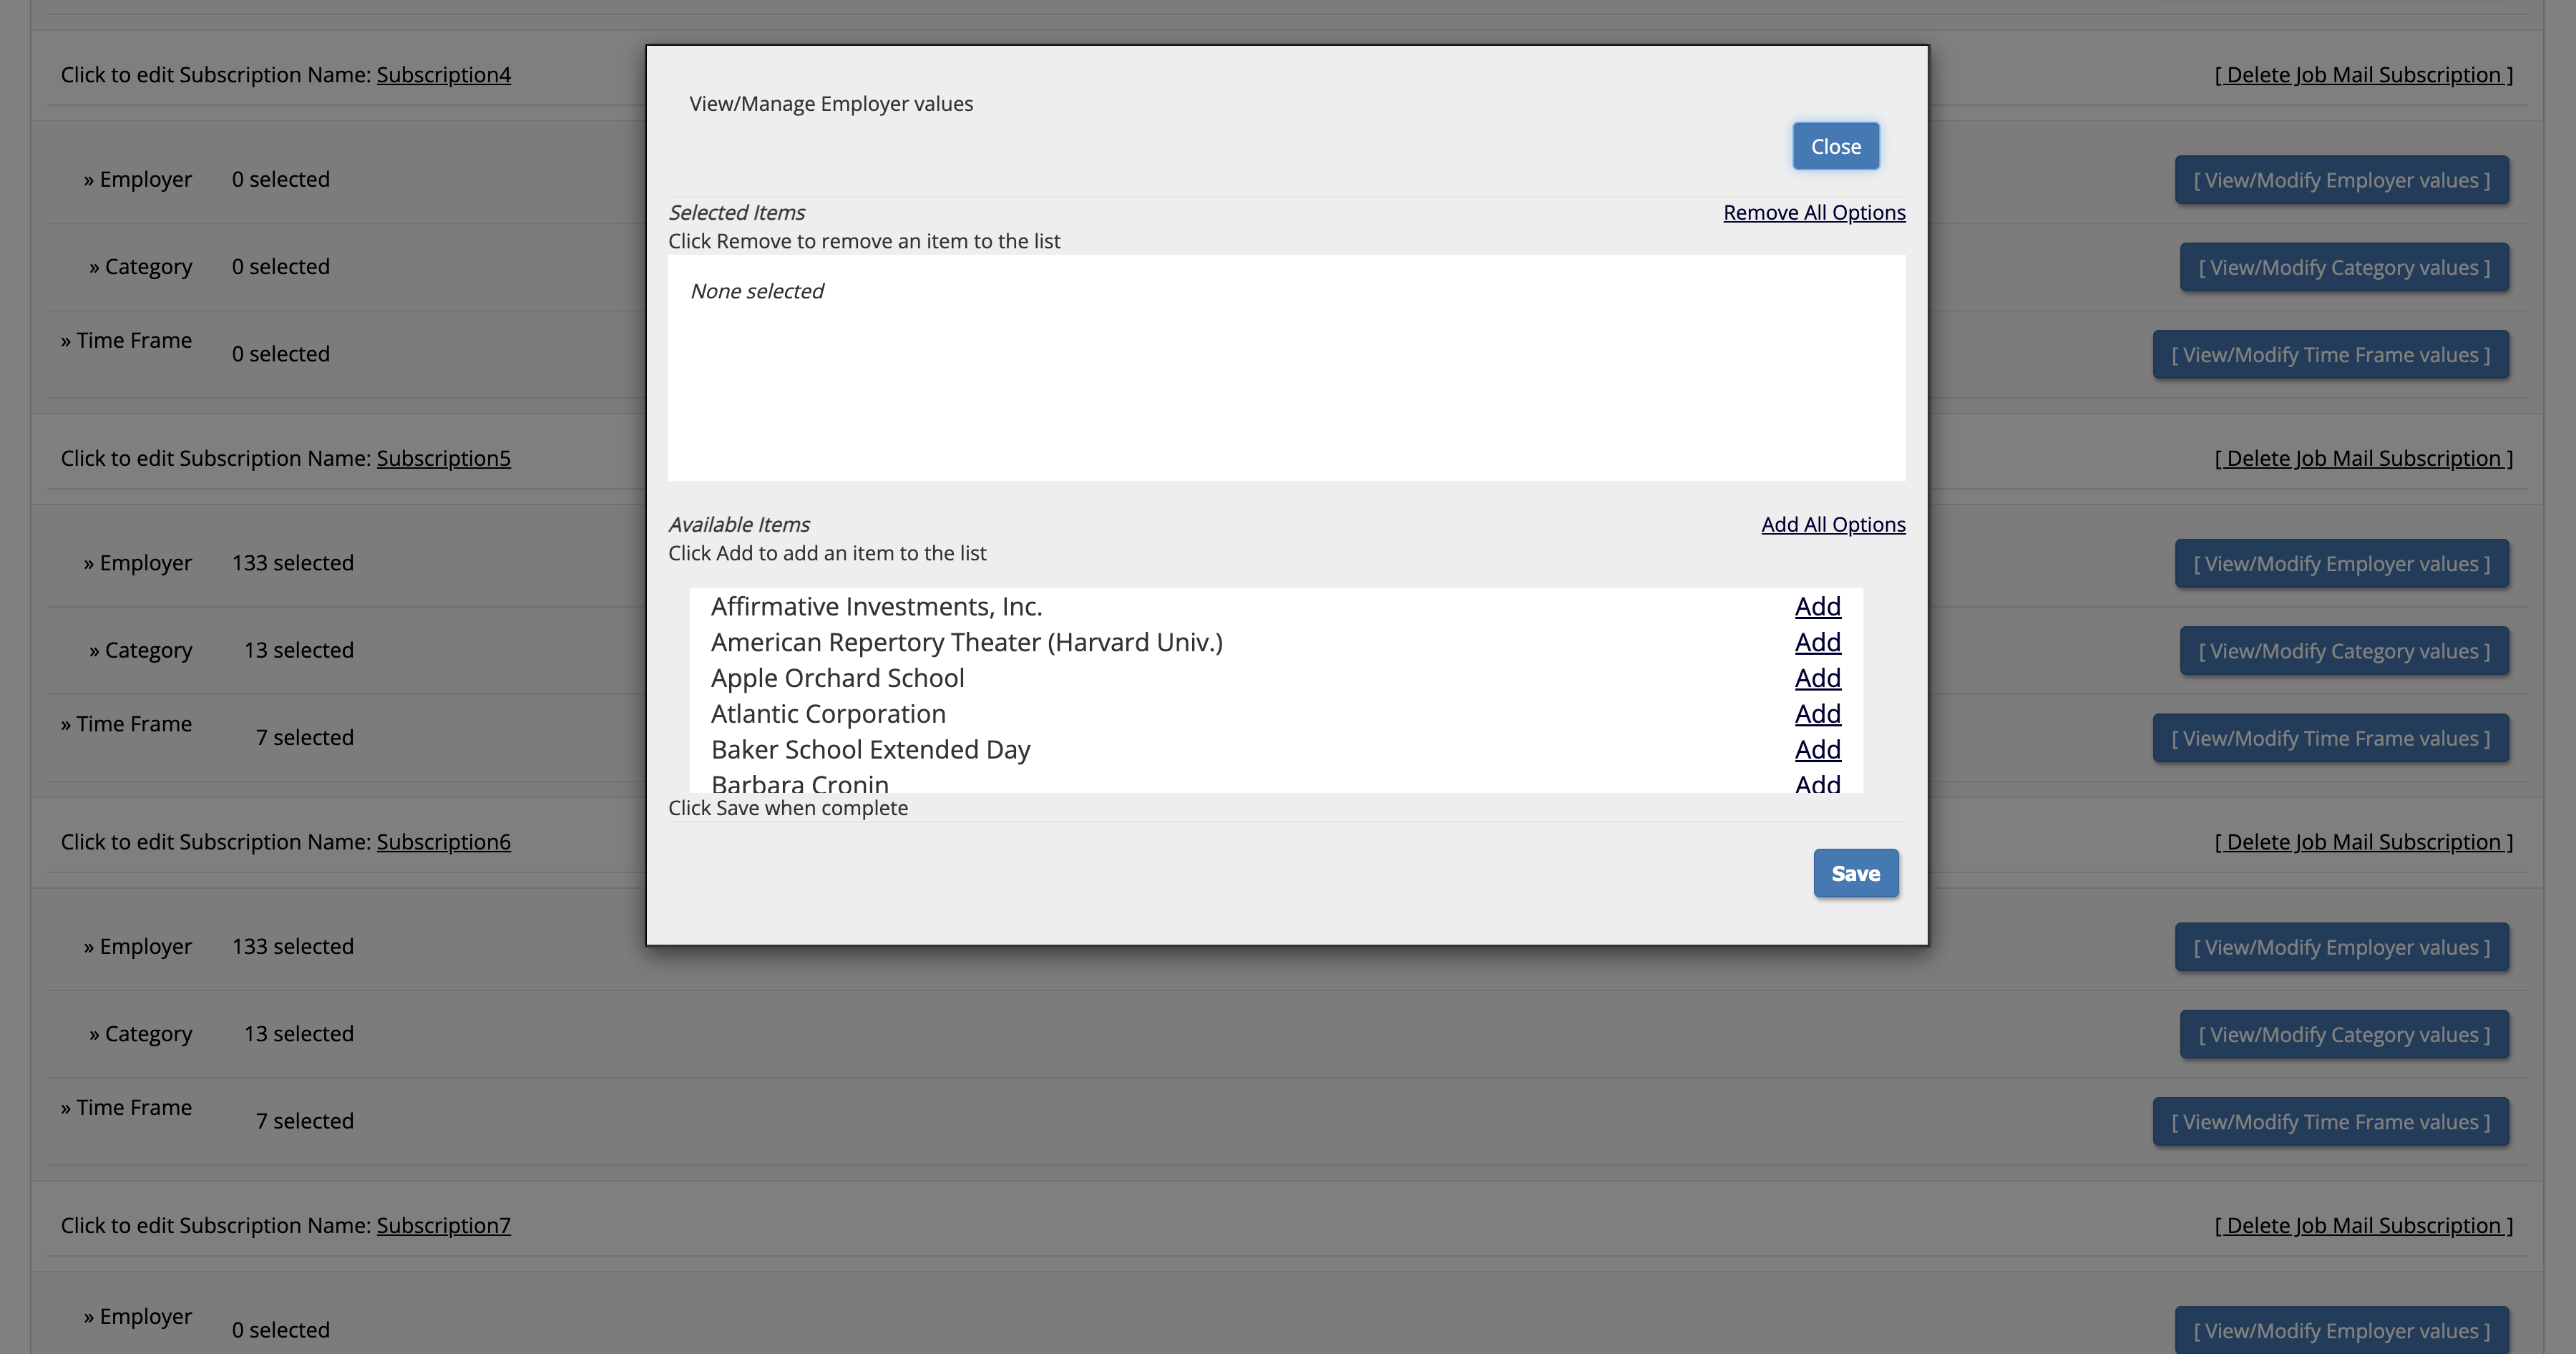 Click to edit Subscription Name: Subscription4
[ Delete Job Mail Subscription ]
» Employer 0 selected
[ View/Modify Employer values ]
» Category 0 selected
[ View/Modify Category values ]
» Time Frame 0 selected
[ View/Modify Time Frame values ]
Click to edit Subscription Name: Subscription5
[ Delete Job Mail Subscription ]
» Employer 133 selected
[ View/Modify Employer values ]
» Category 13 selected
[ View/Modify Category values ]
» Time Frame 7 selected
[ View/Modify Time Frame values ]
Click to edit Subscription Name: Subscription6
[ Delete Job Mail Subscription ]
» Employer 133 selected
[ View/Modify Employer values ]
» Category 13 selected
[ View/Modify Category values ]
» Time Frame 7 selected
[ View/Modify Time Frame values ]
Click to edit Subscription Name: Subscription7
[ Delete Job Mail Subscription ]
» Employer 0 selected
[ View/Modify Employer values ]
View/Manage Employer values
Close
Selected Items Remove All Options
Click Remove to remove an item to the list
None selected
Available Items Add All Options
Click Add to add an item to the list
Affirmative Investments, Inc. Add
American Repertory Theater (Harvard Univ.) Add
Apple Orchard School Add
Atlantic Corporation Add
Baker School Extended Day Add
Barbara Cronin Add
Click Save when complete
Save